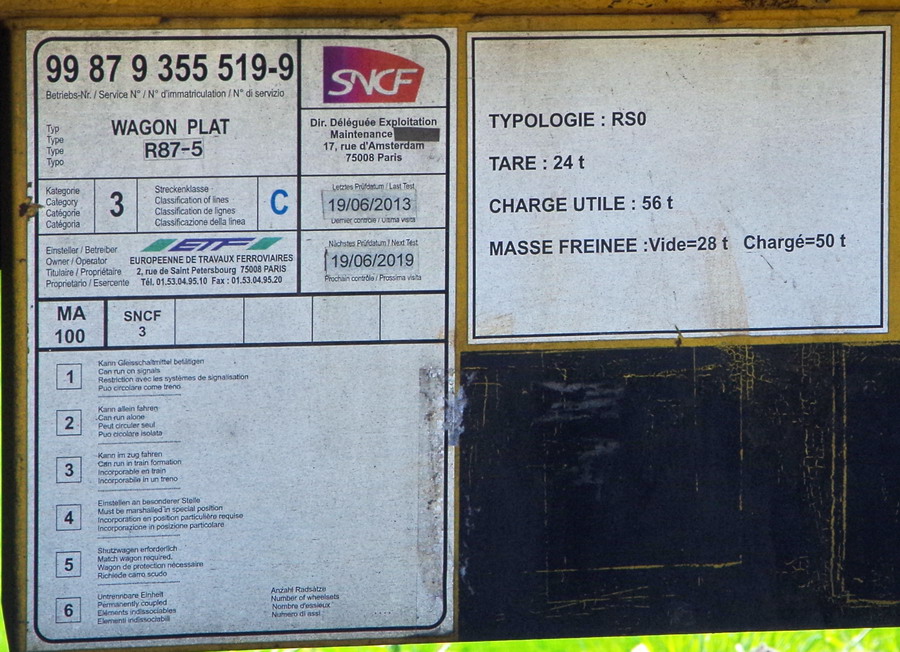 99 87 9 355 519-9
Betriebs-Nr. / Service N° / N° d'immatriculation / N° di servizio
SNCF
Typ
Type
Type
Typo
WAGON PLAT
R87-5
Dir. Déléguée Exploitation
Maintenance
17, rue d'Amsterdam
75008 Paris
Kategorie
Category
Catégorie
Catégoria
3
Streckenklasse
Classification of lines
Classification de lignes
Classificazione della linea
C
Letztes Prüfdatum / Last Test
19/06/2013
Dernier contrôle / Ultima visita
Einsteller / Betreiber
Owner / Operator
Titulaire / Propriétaire
Proprietario / Esercente
ETF
EUROPEENNE DE TRAVAUX FERROVIAIRES
2, rue de Saint Petersbourg 75008 PARIS
Tél. 01.53.04.95.10 Fax : 01.53.04.95.20
Nächstes Prüfdatum / Next Test
19/06/2019
Prochain contrôle / Prossima visita
MA
100
SNCF
3
1
Kann Gleisschaltmittel betätigen
Can run on signals
Restriction avec les systèmes de signalisation
Puo circolare come treno
2
Kann allein fahren
Can run alone
Peut circuler seul
Puo cicolare isolata
3
Kann im zug fahren
Can run in train formation
Incorporable en train
Incorporabile in un treno
4
Einstellen an besonderer Stelle
Must be marshalled in special position
Incorporation en position particulière requise
Incorporazione in posizione particolare
5
Shutzwagen erforderlich
Match wagon required.
Wagon de protection nécessaire
Richiede carro scudo
6
Untrennbare Einheit
Permanently coupled
Eléments indissociables
Elementi indissociabili
Anzahl Radsätze
Number of wheelsets
Nombre d'essieux
Numero di assi
TYPOLOGIE : RS0
TARE : 24 t
CHARGE UTILE : 56 t
MASSE FREINEE :Vide=28 t Chargé=50 t